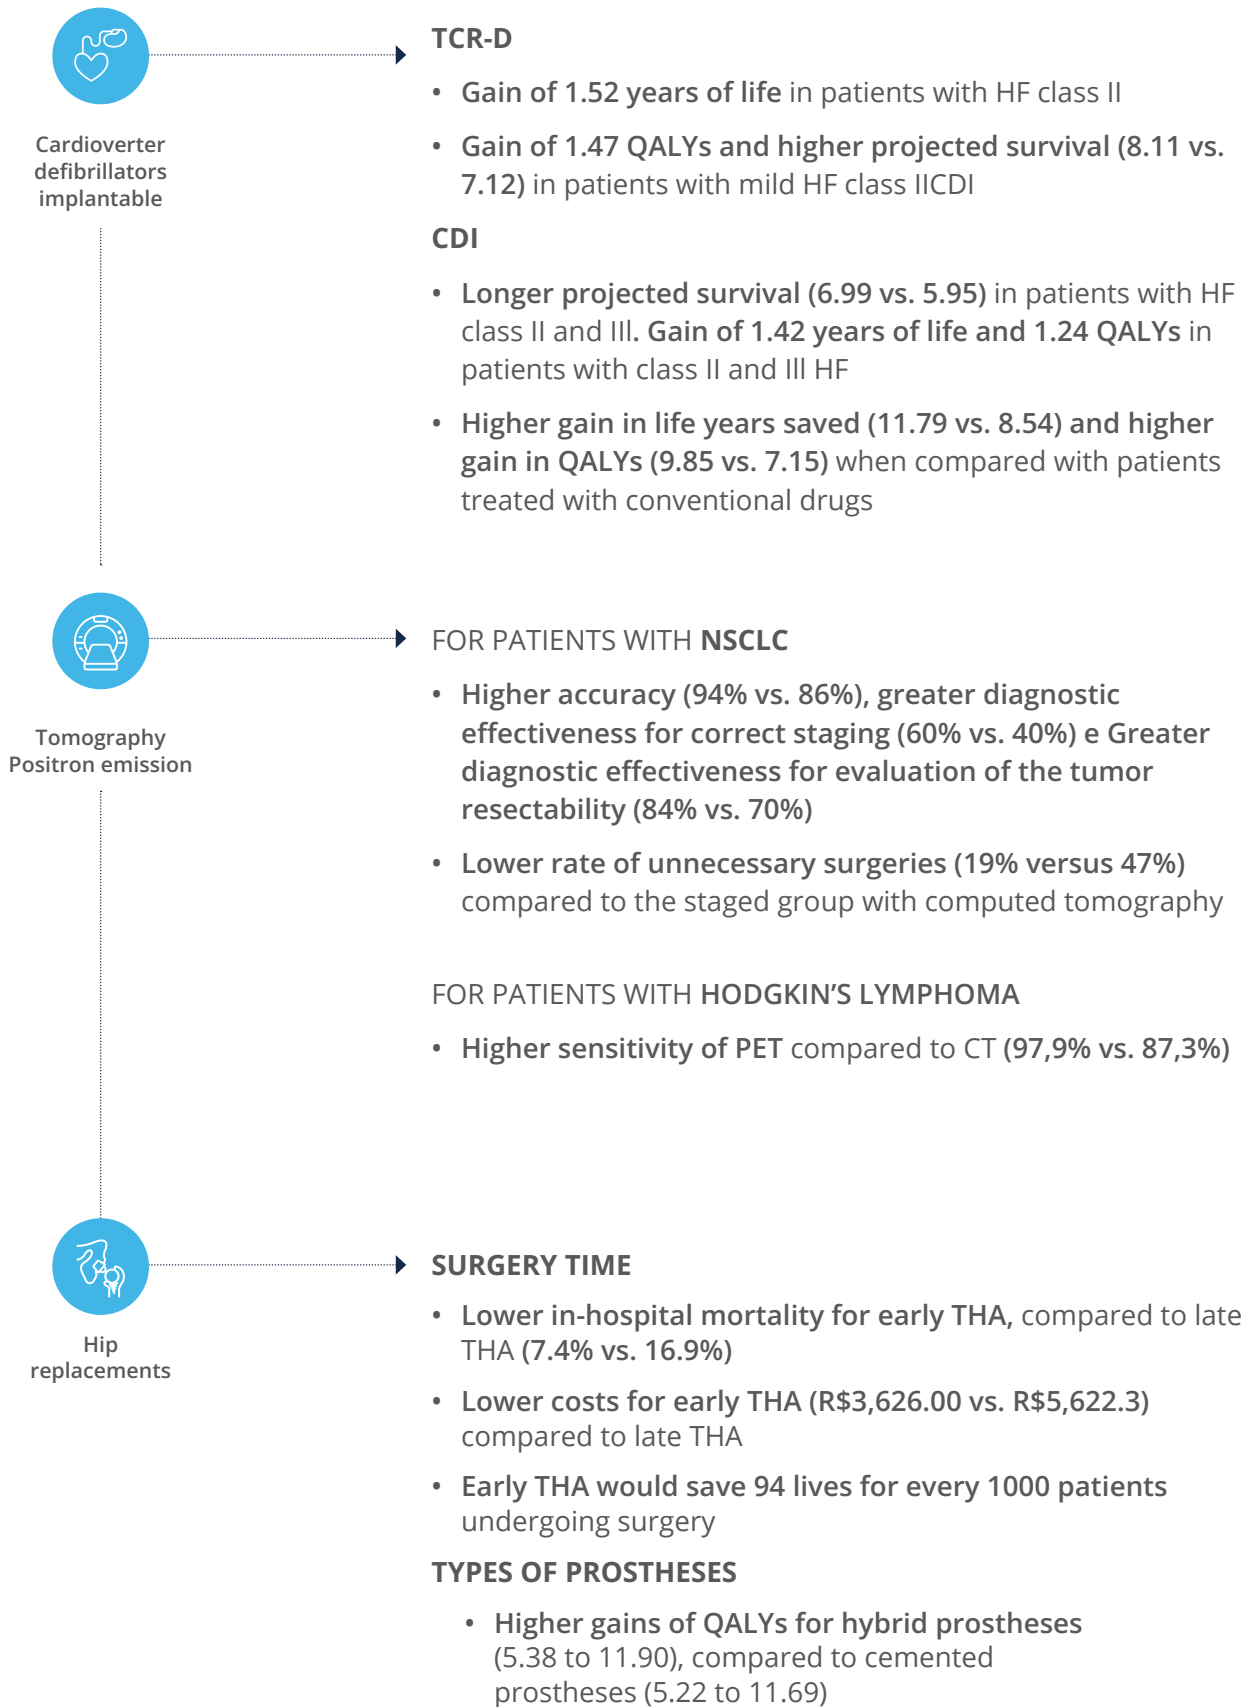 Cardioverter
defibrillators
implantable
TCR-D
• Gain of 1.52 years of life in patients with HF class II
• Gain of 1.47 QALYs and higher projected survival (8.11 vs.
7.12) in patients with mild HF class IICDI
CDI
• Longer projected survival (6.99 vs. 5.95) in patients with HF
class II and IIl. Gain of 1.42 years of life and 1.24 QALYs in
patients with class II and Ill HF
• Higher gain in life years saved (11.79 vs. 8.54) and higher
gain in QALYs (9.85 vs. 7.15) when compared with patients
treated with conventional drugs
Tomography
Positron emission
FOR PATIENTS WITH NSCLC
• Higher accuracy (94% vs. 86%), greater diagnostic
effectiveness for correct staging (60% vs. 40%) e Greater
diagnostic effectiveness for evaluation of the tumor
resectability (84% vs. 70%)
• Lower rate of unnecessary surgeries (19% versus 47%)
compared to the staged group with computed tomography
FOR PATIENTS WITH HODGKIN’S LYMPHOMA
• Higher sensitivity of PET compared to CT (97,9% vs. 87,3%)
Hip
replacements
SURGERY TIME
• Lower in-hospital mortality for early THA, compared to late
THA (7.4% vs. 16.9%)
• Lower costs for early THA (R$3,626.00 vs. R$5,622.3)
compared to late THA
• Early THA would save 94 lives for every 1000 patients
undergoing surgery
TYPES OF PROSTHESES
• Higher gains of QALYs for hybrid prostheses
(5.38 to 11.90), compared to cemented
prostheses (5.22 to 11.69)